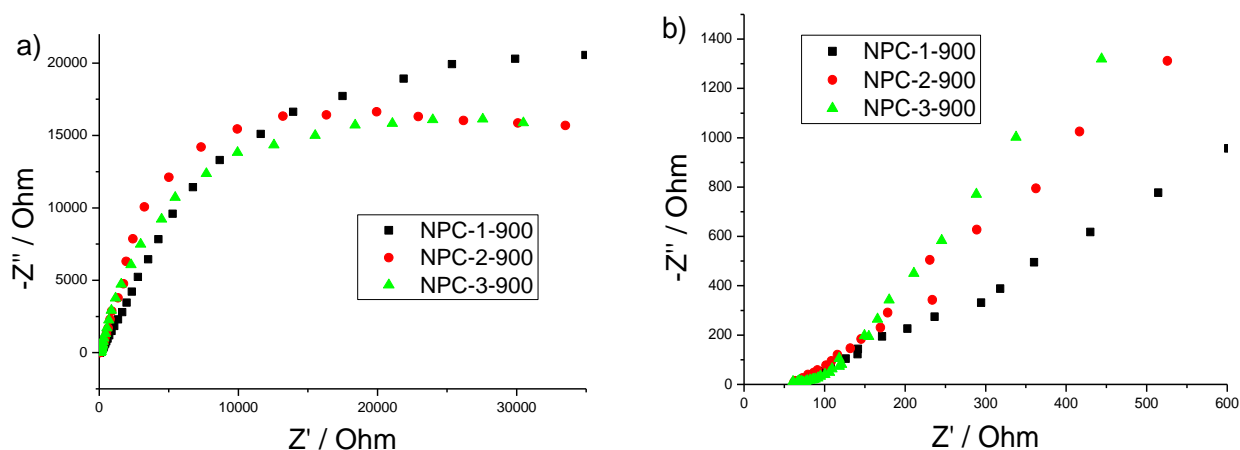 a)
20000
15000
10000
5000
0
-Z'' / Ohm
NPC-1-900
NPC-2-900
NPC-3-900
0 10000 20000 30000
Z' / Ohm
b)
1400
1200
1000
800
600
400
200
0
-Z'' / Ohm
NPC-1-900
NPC-2-900
NPC-3-900
0 100 200 300 400 500 600
Z' / Ohm